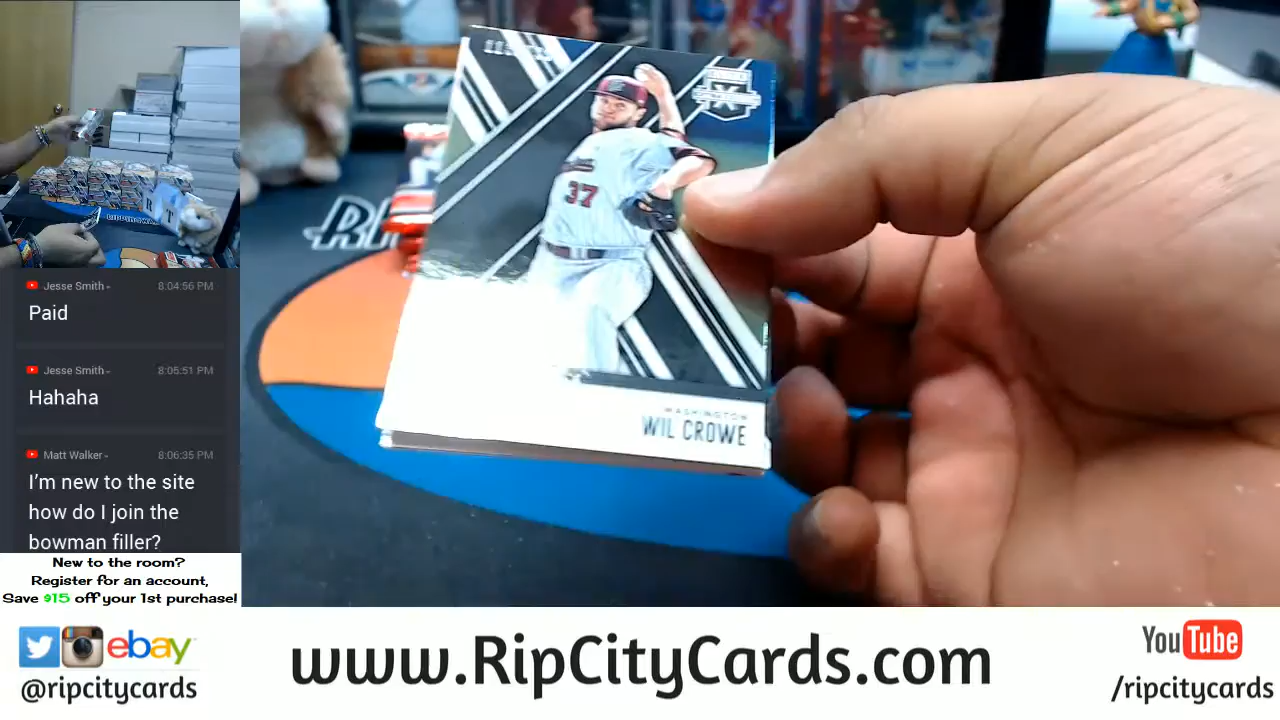 Jesse Smith
8:04:56 PM
Paid
Jesse Smith
8:05:51 PM
Hahaha
Matt Walker
8:06:35 PM
I'm new to the site
how do I join the
bowman filler?
New to the room?
Register for an account,
Save $15 off your 1st purchase!
37
X
WASHINGTON
WIL CROWE
ebay
@ripcitycards
www.RipCityCards.com
YouTube
/ripcitycards